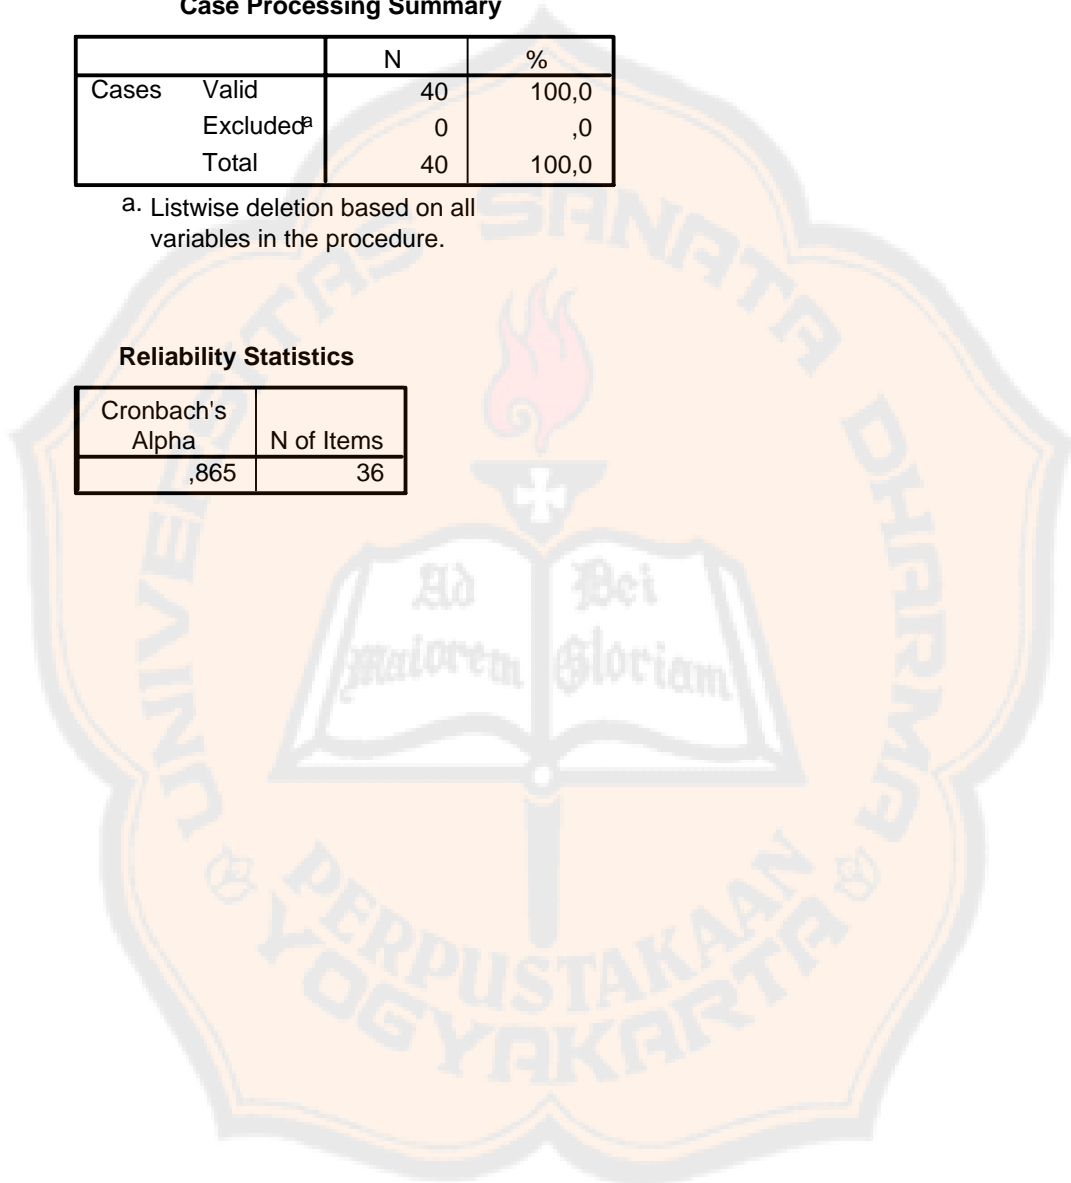 Case Processing Summary
N %
Cases Valid 40 100,0
Excludedª 0 ,0
Total 40 100,0
a. Listwise deletion based on all
variables in the procedure.
Reliability Statistics
Cronbach's
Alpha N of Items
,865 36
UNIVERSITAS SANATA DHARMA
Ad Dei
maiorem Gloriam
PERPUSTAKAAN
YOGYAKARTA